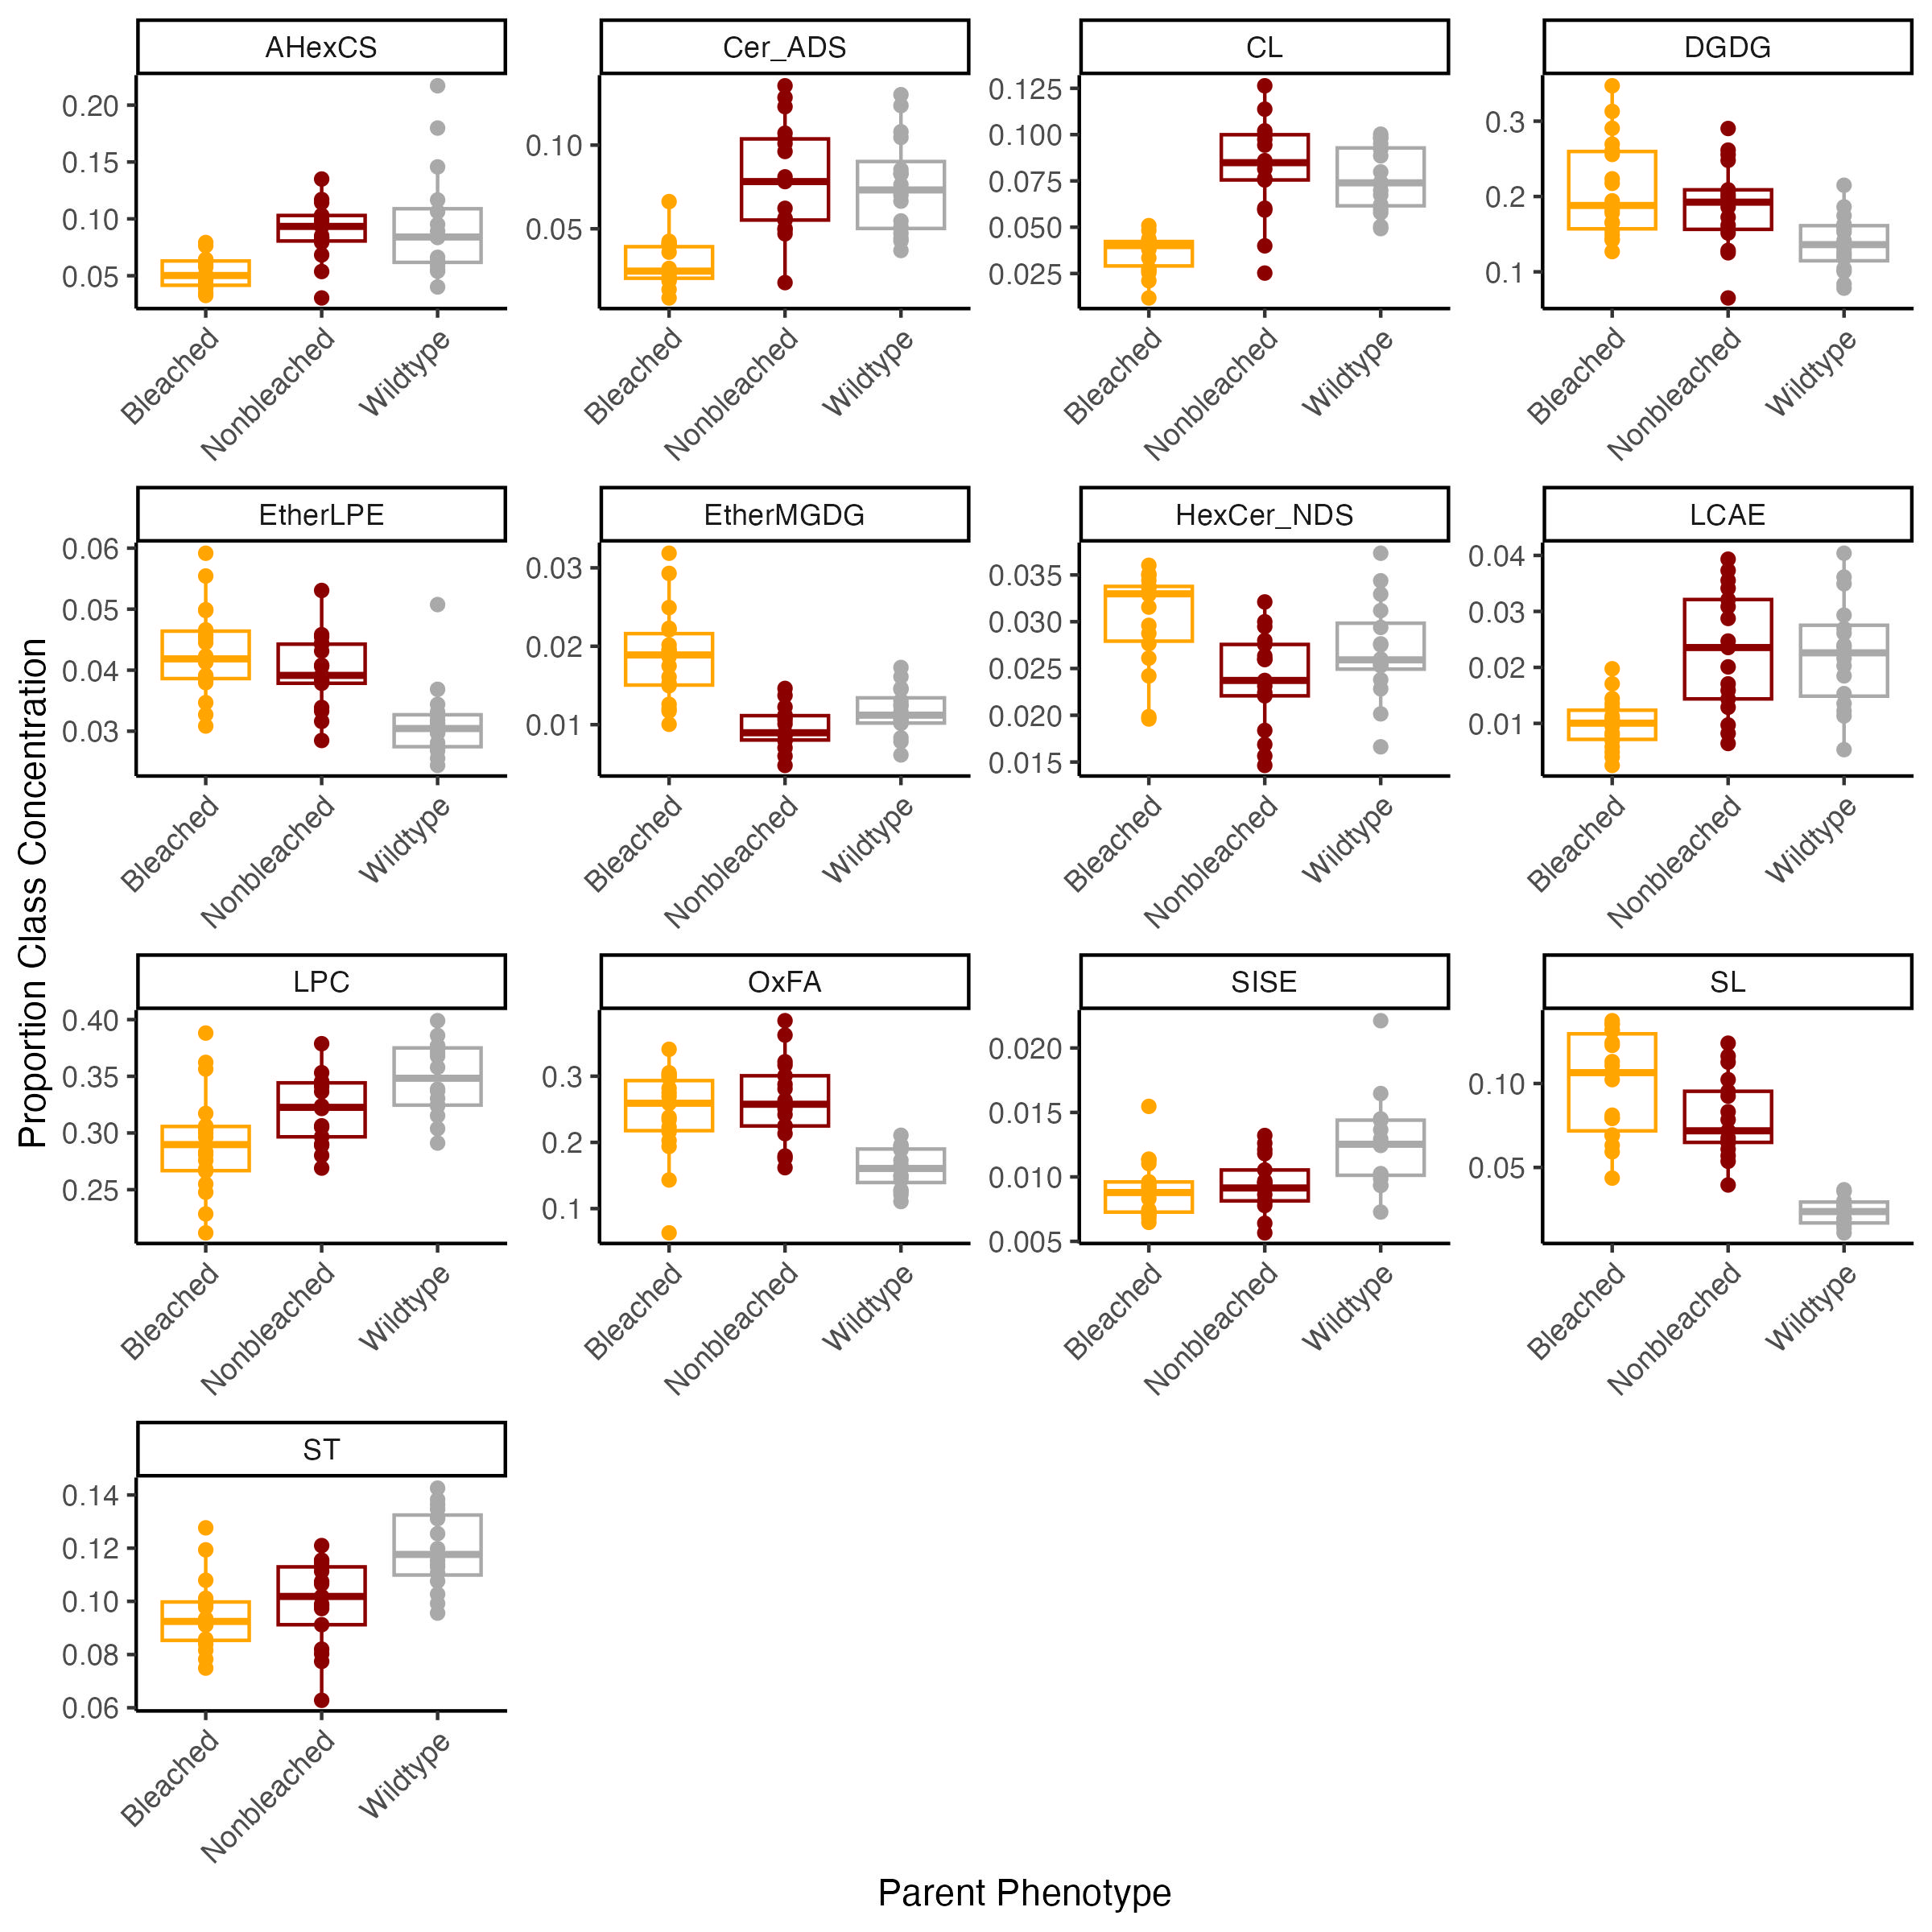 AHexCS
Cer_ADS
CL
DGDG
0.20
0.15
0.10
0.05
0.10
0.05
0.125
0.100
0.075
0.050
0.025
0.3
0.2
0.1
Bleached
Nonbleached
Wildtype
Bleached
Nonbleached
Wildtype
Bleached
Nonbleached
Wildtype
Bleached
Nonbleached
Wildtype
EtherLPE
EtherMGDG
HexCer_NDS
LCAE
0.06
0.05
0.04
0.03
0.03
0.02
0.01
0.035
0.030
0.025
0.020
0.015
0.04
0.03
0.02
0.01
Bleached
Nonbleached
Wildtype
Bleached
Nonbleached
Wildtype
Bleached
Nonbleached
Wildtype
Bleached
Nonbleached
Wildtype
Proportion Class Concentration
LPC
OxFA
SISE
SL
0.40
0.35
0.30
0.25
0.3
0.2
0.1
0.020
0.015
0.010
0.005
0.10
0.05
Bleached
Nonbleached
Wildtype
Bleached
Nonbleached
Wildtype
Bleached
Nonbleached
Wildtype
Bleached
Nonbleached
Wildtype
ST
0.14
0.12
0.10
0.08
0.06
Bleached
Nonbleached
Wildtype
Parent Phenotype